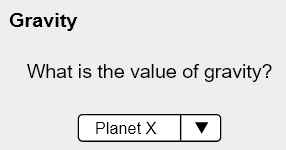 Gravity
What is the value of gravity?
Planet X